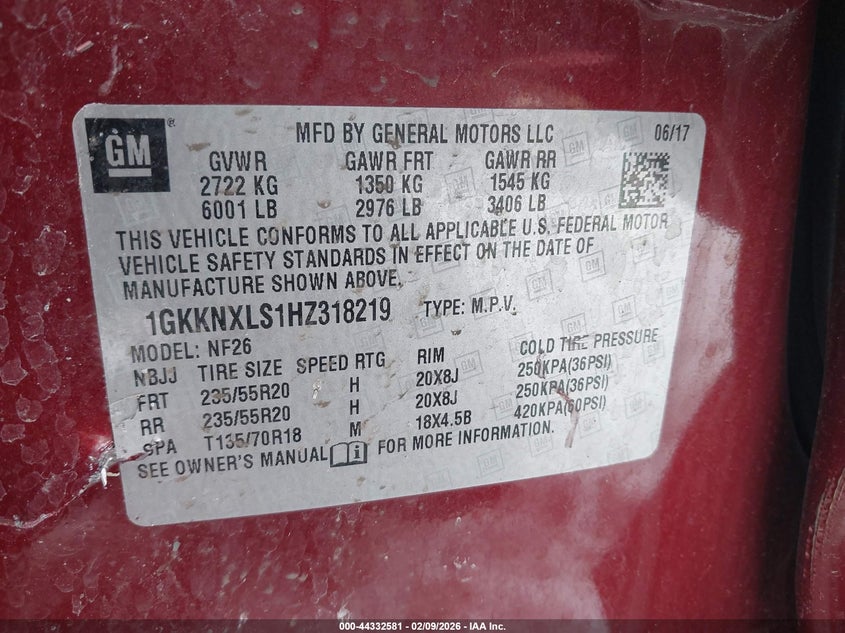 GM ®
MFD BY GENERAL MOTORS LLC 06/17
GVWR GAWR FRT GAWR RR
2722 KG 1350 KG 1545 KG
6001 LB 2976 LB 3406 LB
THIS VEHICLE CONFORMS TO ALL APPLICABLE U.S. FEDERAL MOTOR
VEHICLE SAFETY STANDARDS IN EFFECT ON THE DATE OF
MANUFACTURE SHOWN ABOVE.
1GKKNXLS1HZ318219 TYPE: M.P.V.
MODEL: NF26
NBJJ TIRE SIZE SPEED RTG RIM COLD TIRE PRESSURE
FRT 235/55R20 H 20X8J 250KPA(36PSI)
RR 235/55R20 H 20X8J 250KPA(36PSI)
SPA T135/70R18 M 18X4.5B 420KPA(60PSI)
SEE OWNER'S MANUAL FOR MORE INFORMATION.
000-44332581 - 02/09/2026 - IAA Inc.